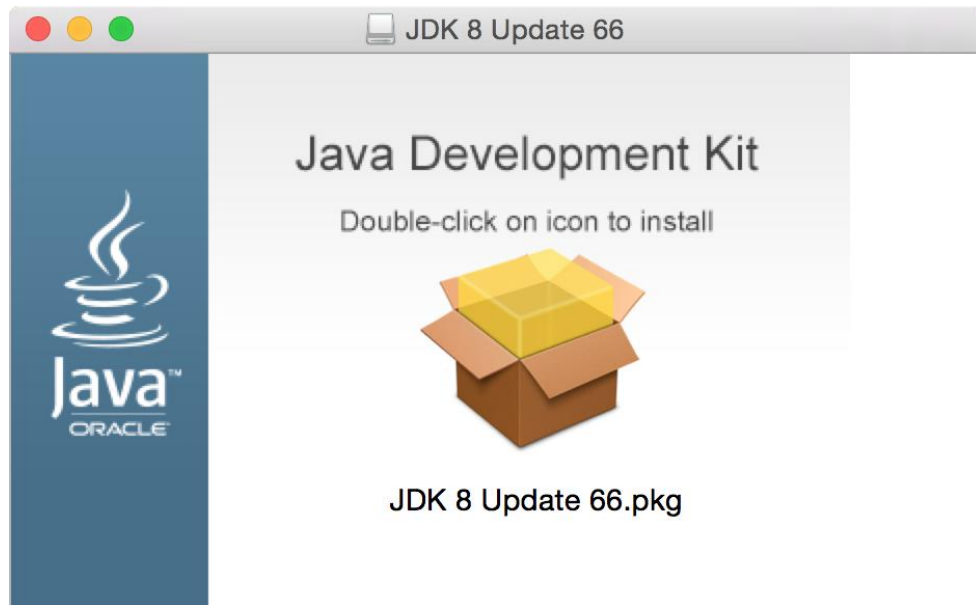 JDK 8 Update 66
Java Development Kit
Double-click on icon to install
Java™
ORACLE
JDK 8 Update 66.pkg